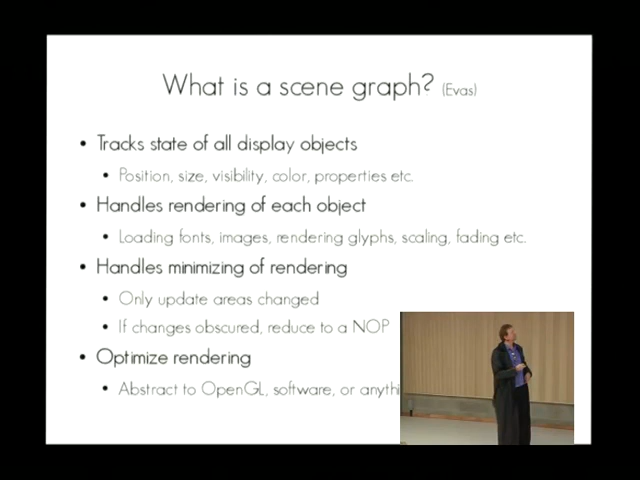 What is a scene graph? (Evas)
• Tracks state of all display objects
• Position, size, visibility, color, properties etc.
• Handles rendering of each object
• Loading fonts, images, rendering glyphs, scaling, fading etc.
• Handles minimizing of rendering
• Only update areas changed
• If changes obscured, reduce to a NOP
• Optimize rendering
• Abstract to OpenGL, software, or